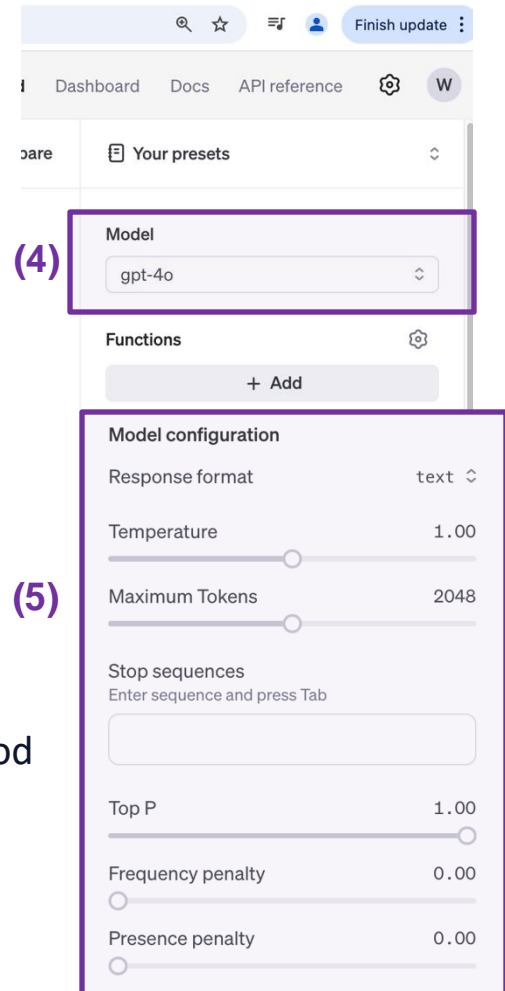 Finish update
Dashboard Docs API reference W
Your presets
(4)
Model
gpt-4o
Functions
+ Add
Model configuration
Response format text
Temperature 1.00
(5)
Maximum Tokens 2048
Stop sequences
Enter sequence and press Tab
Top P 1.00
Frequency penalty 0.00
Presence penalty 0.00